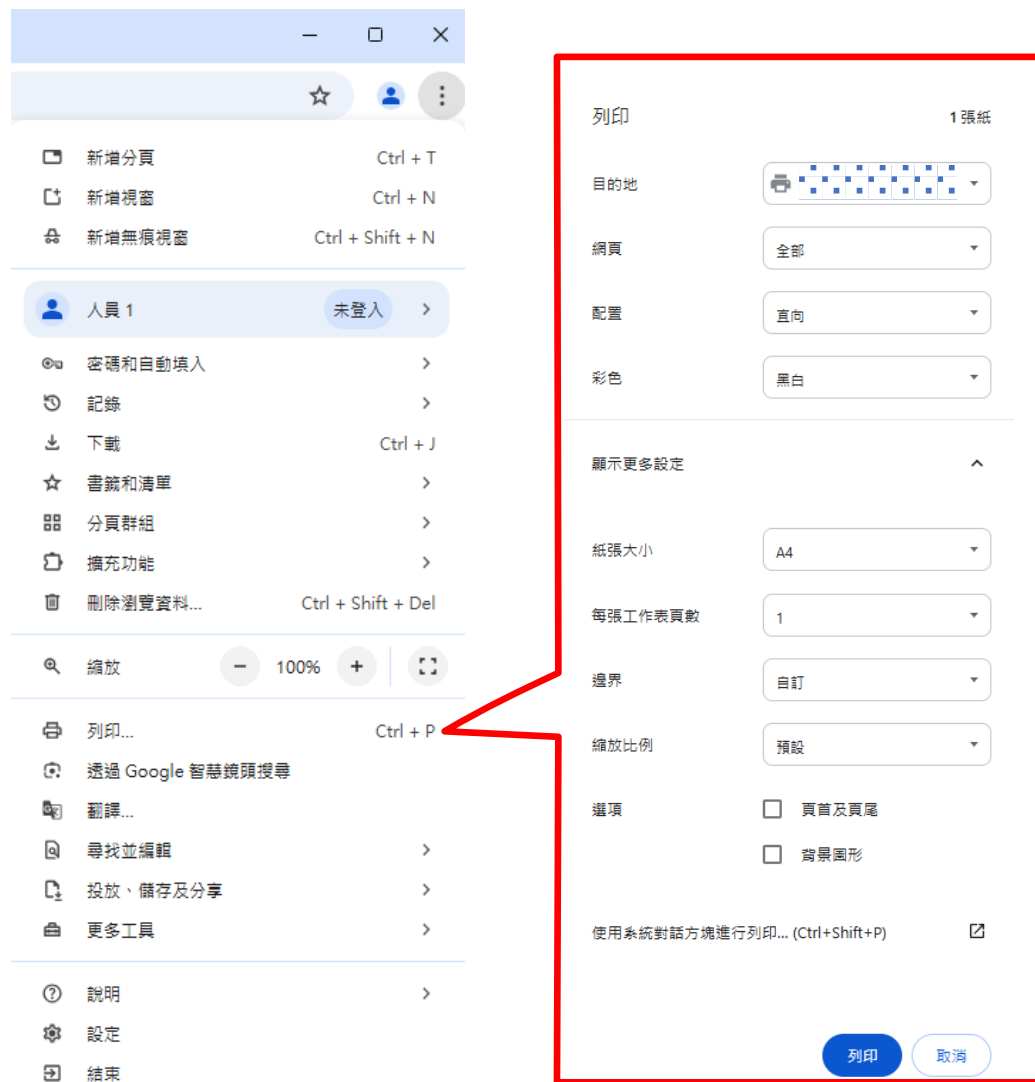 新增分頁 Ctrl + T
新增視窗 Ctrl + N
新增無痕視窗 Ctrl + Shift + N
人員 1 未登入
密碼和自動填入
記錄
下載 Ctrl + J
書籤和清單
分頁群組
擴充功能
刪除瀏覽資料... Ctrl + Shift + Del
縮放 − 100% +
列印... Ctrl + P
透過 Google 智慧鏡頭搜尋
翻譯...
尋找並編輯
投放、儲存及分享
更多工具
說明
設定
結束
列印 1 張紙
目的地
網頁 全部
配置 直向
彩色 黑白
顯示更多設定
紙張大小 A4
每張工作表頁數 1
邊界 自訂
縮放比例 預設
選項 頁首及頁尾
背景圖形
使用系統對話方塊進行列印... (Ctrl+Shift+P)
列印 取消